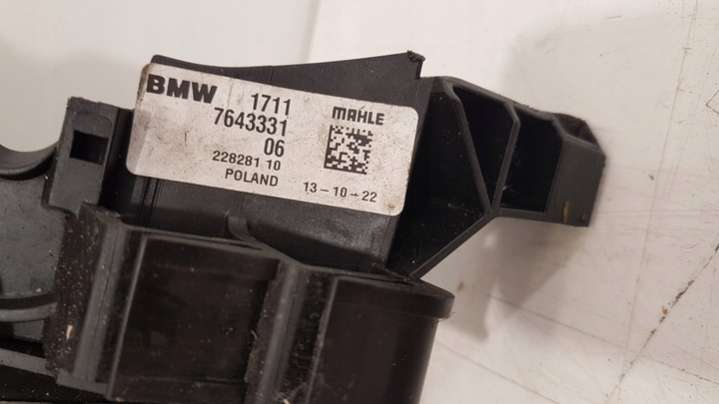 BMW 1711
7643331
06
228281 10
POLAND
MAHLE
13-10-22